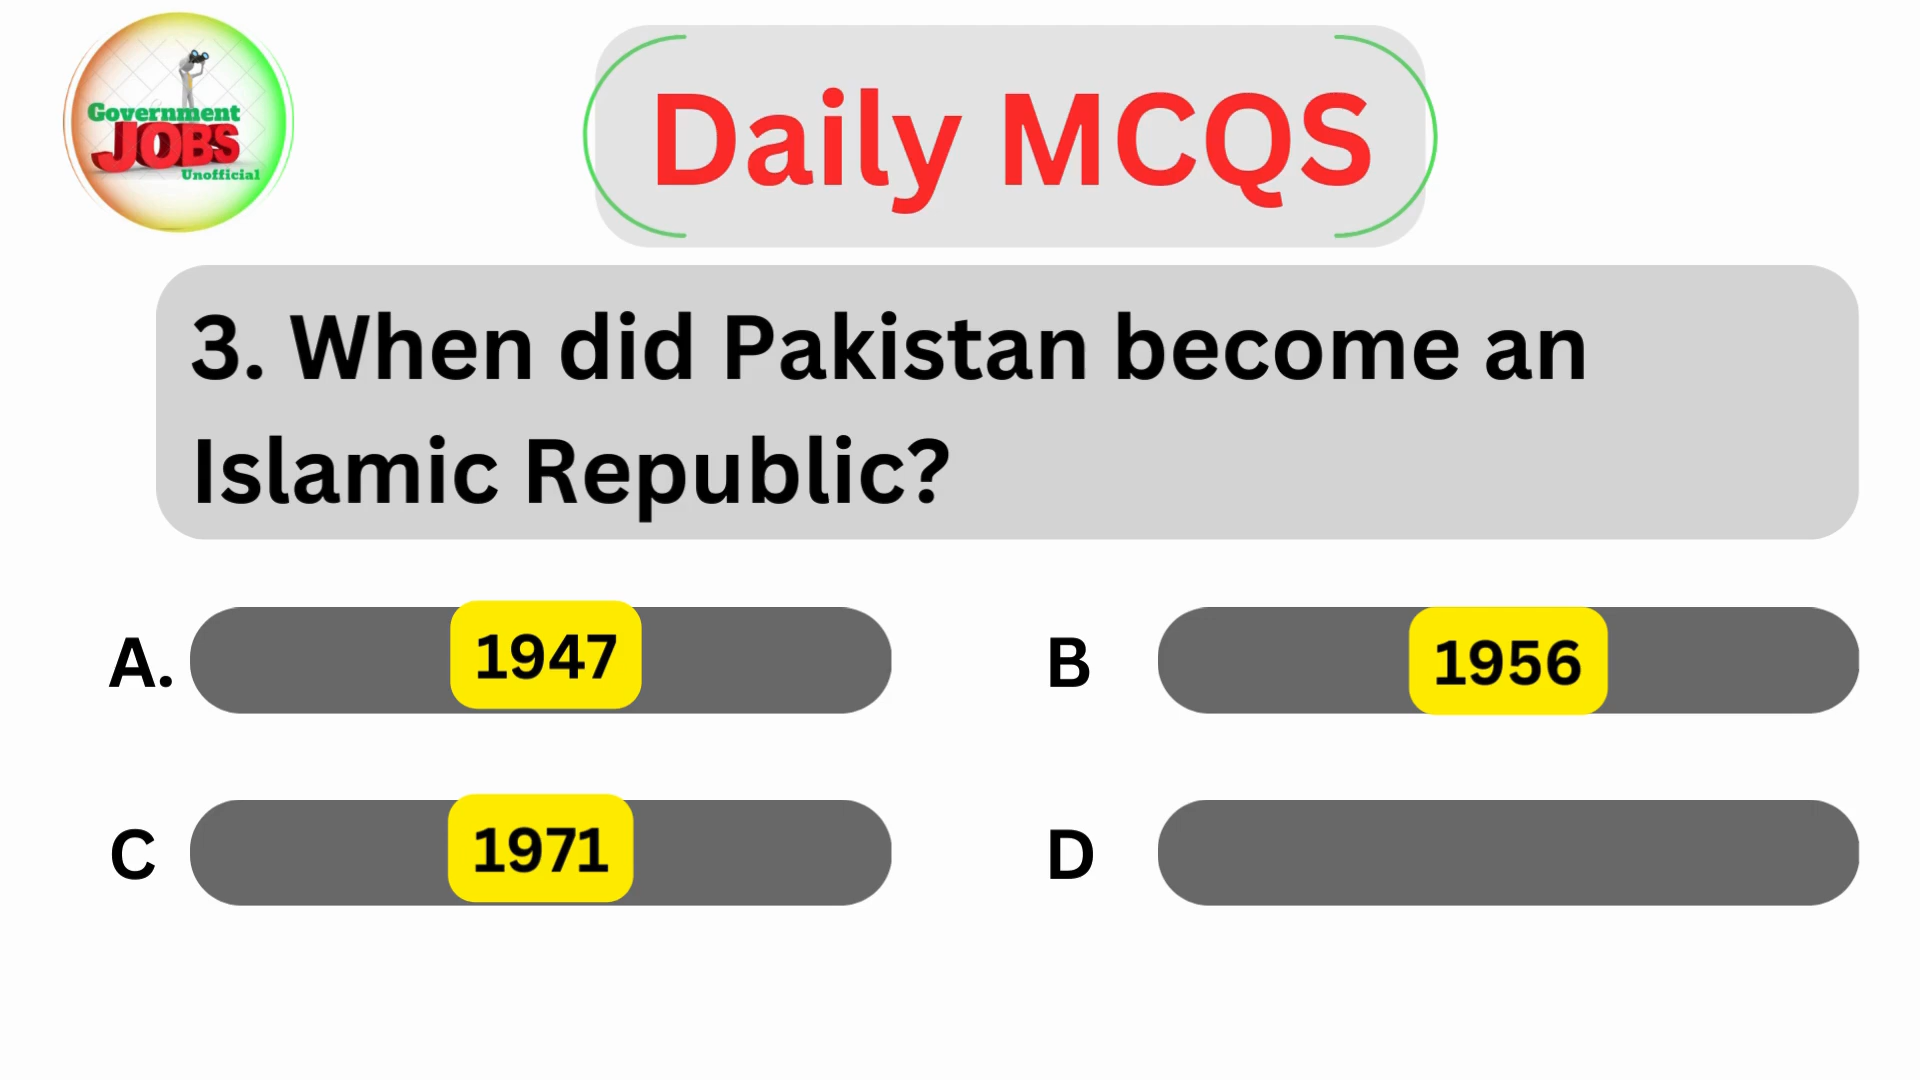 Government
JOBS
Unofficial
Daily MCQS
3. When did Pakistan become an
Islamic Republic?
A. 1947
B 1956
C 1971
D